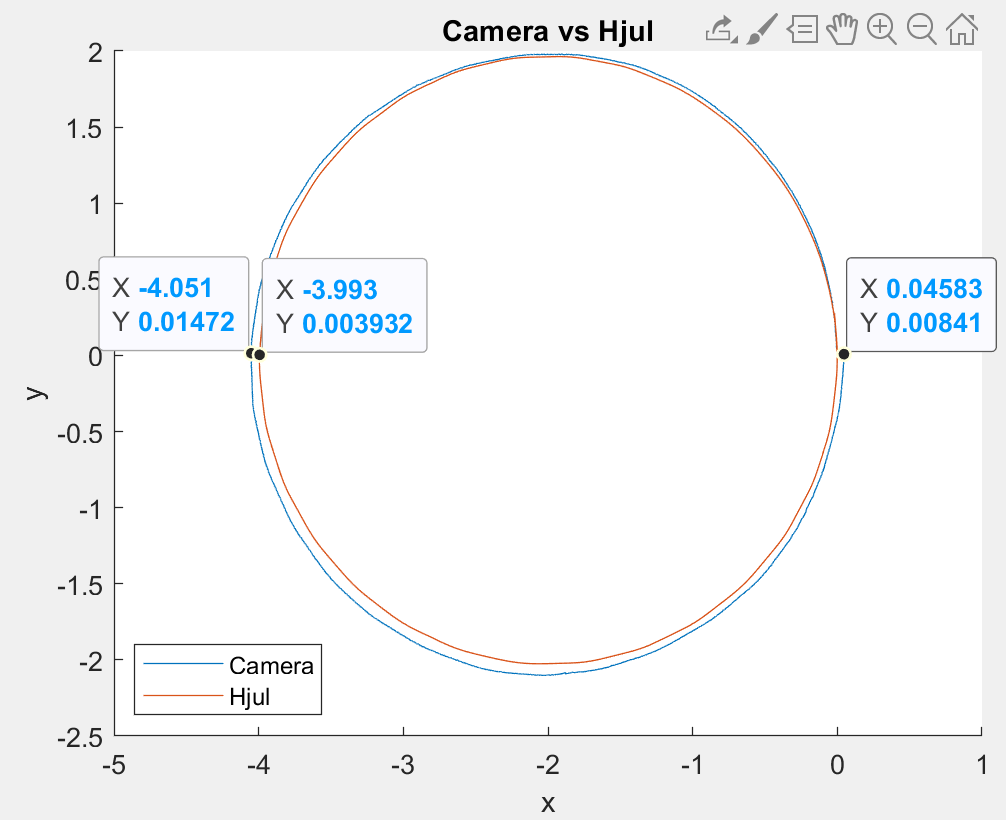 Camera vs Hjul
2
1.5
1
0.5
0
-0.5
-1
-1.5
-2
-2.5
X -4.051
Y 0.01472
X -3.993
Y 0.003932
X 0.04583
Y 0.00841
y
Camera
Hjul
-5 -4 -3 -2 -1 0 1
x